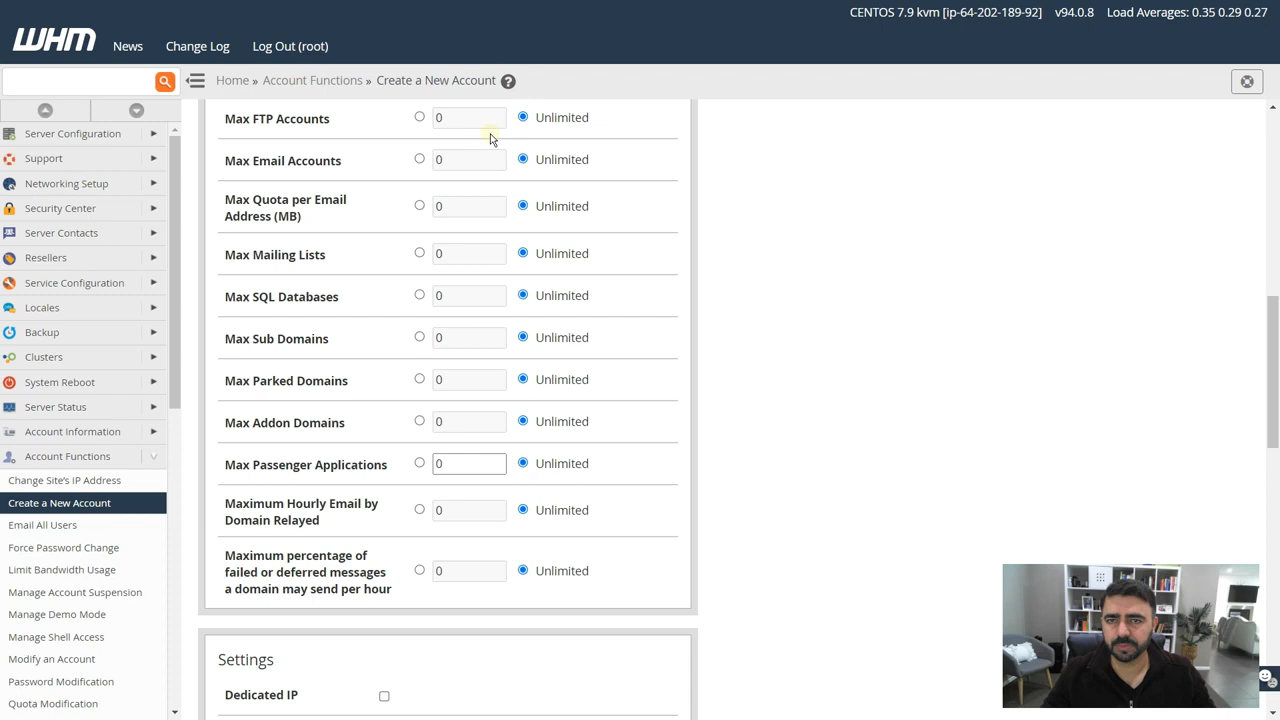 CENTOS 7.9 kvm [ip-64-202-189-92] v94.0.8 Load Averages: 0.35 0.29 0.27
WHM News Change Log Log Out (root)
Home » Account Functions » Create a New Account
Server Configuration
Support
Networking Setup
Security Center
Server Contacts
Resellers
Service Configuration
Locales
Backup
Clusters
System Reboot
Server Status
Account Information
Account Functions
Change Site's IP Address
Create a New Account
Email All Users
Force Password Change
Limit Bandwidth Usage
Manage Account Suspension
Manage Demo Mode
Manage Shell Access
Modify an Account
Password Modification
Quota Modification
Max FTP Accounts 0 Unlimited
Max Email Accounts 0 Unlimited
Max Quota per Email
Address (MB) 0 Unlimited
Max Mailing Lists 0 Unlimited
Max SQL Databases 0 Unlimited
Max Sub Domains 0 Unlimited
Max Parked Domains 0 Unlimited
Max Addon Domains 0 Unlimited
Max Passenger Applications 0 Unlimited
Maximum Hourly Email by
Domain Relayed 0 Unlimited
Maximum percentage of
failed or deferred messages 0 Unlimited
a domain may send per hour
Settings
Dedicated IP